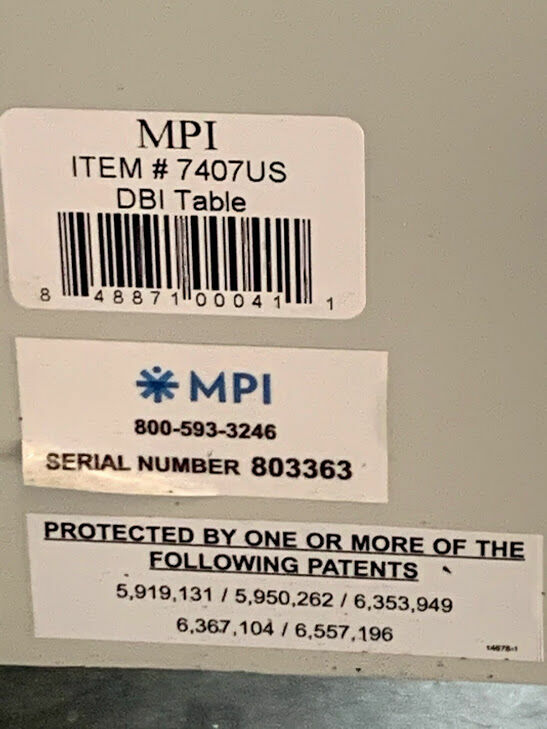 MPI
ITEM # 7407US
DBI Table
8 48871 00041 1
MPI
800-593-3246
SERIAL NUMBER 803363
PROTECTED BY ONE OR MORE OF THE
FOLLOWING PATENTS
5,919,131 / 5,950,262 / 6,353,949
6,367,104 / 6,557,196
14678-1